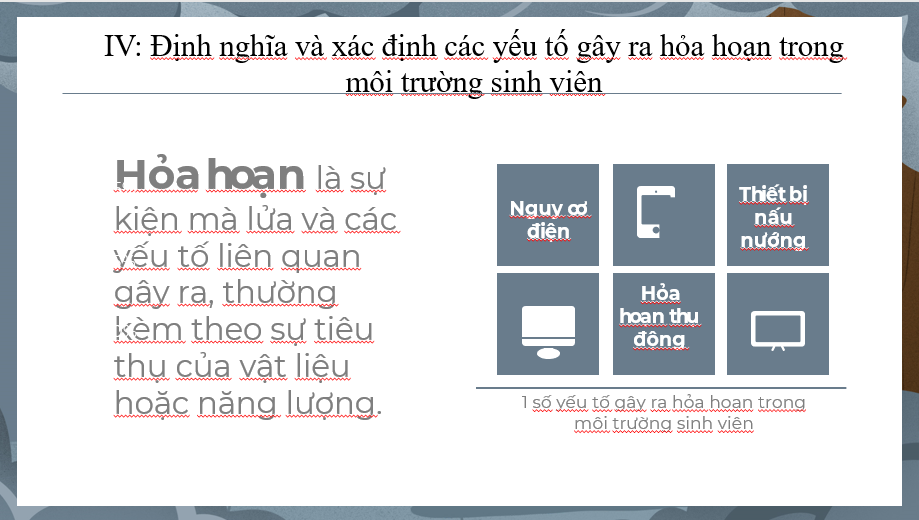 IV: Định nghĩa và xác định các yếu tố gây ra hỏa hoạn trong
môi trường sinh viên
Hỏa hoạn là sự
kiện mà lửa và các
yếu tố liên quan
gây ra, thường
kèm theo sự tiêu
thụ của vật liệu
hoặc năng lượng.
Nguy cơ
điện
Thiết bị
nấu
nướng
Hỏa
hoạn thụ
động
1 số yếu tố gây ra hỏa hoạn trong
môi trường sinh viên